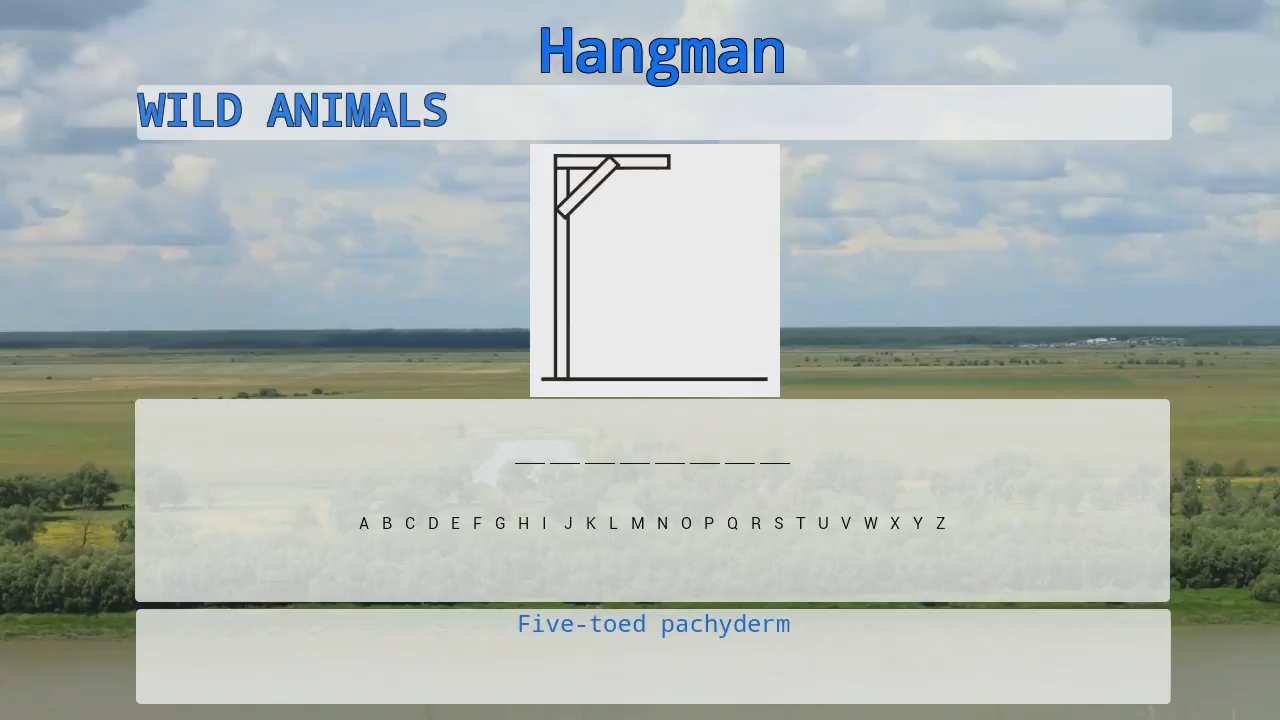 Hangman
WILD ANIMALS
A B C D E F G H I J K L M N O P Q R S T U V W X Y Z
Five-toed pachyderm